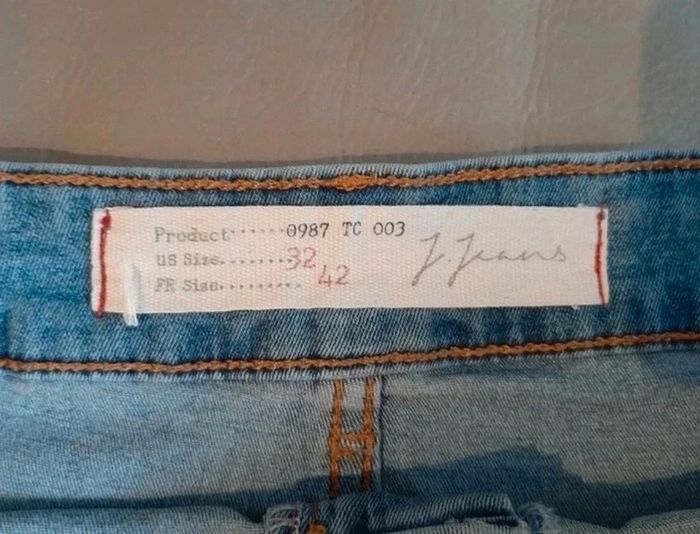 Product······0987 TC 003
US Size.......32
FR Size......... 42
J.Jeans